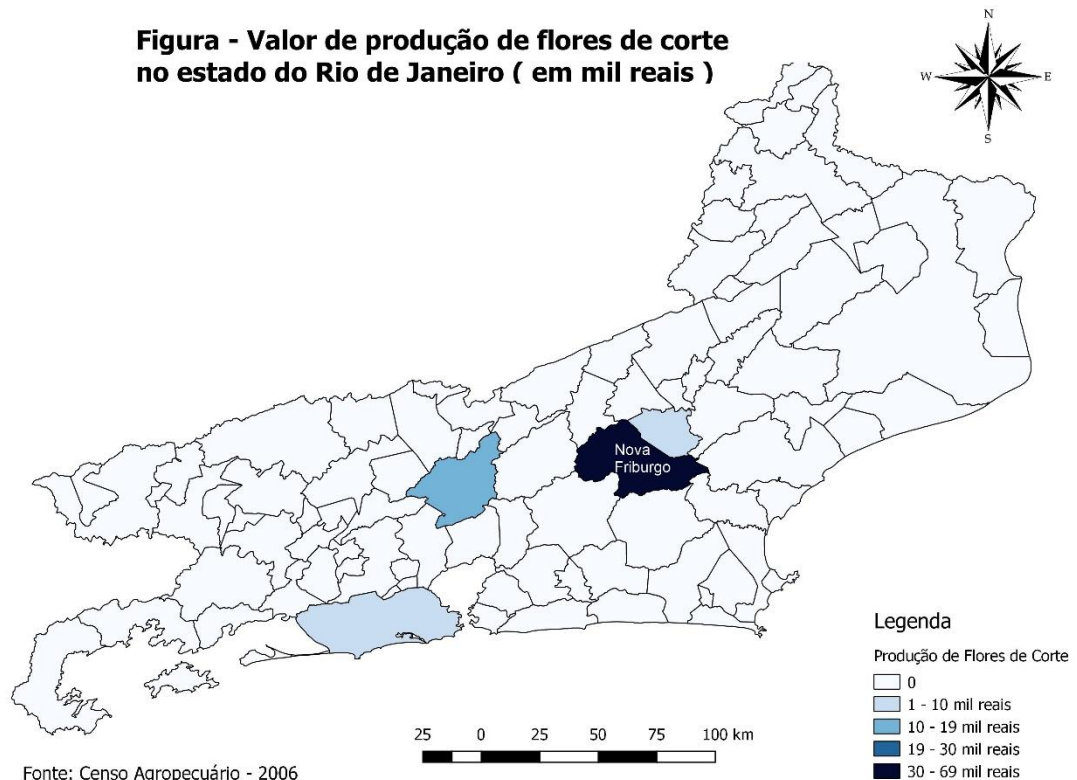 Figura - Valor de produção de flores de corte
no estado do Rio de Janeiro ( em mil reais )
N
W
E
S
Nova
Friburgo
Legenda
Produção de Flores de Corte
0
1 - 10 mil reais
10 - 19 mil reais
19 - 30 mil reais
30 - 69 mil reais
25 0 25 50 75 100 km
Fonte: Censo Agropecuário - 2006